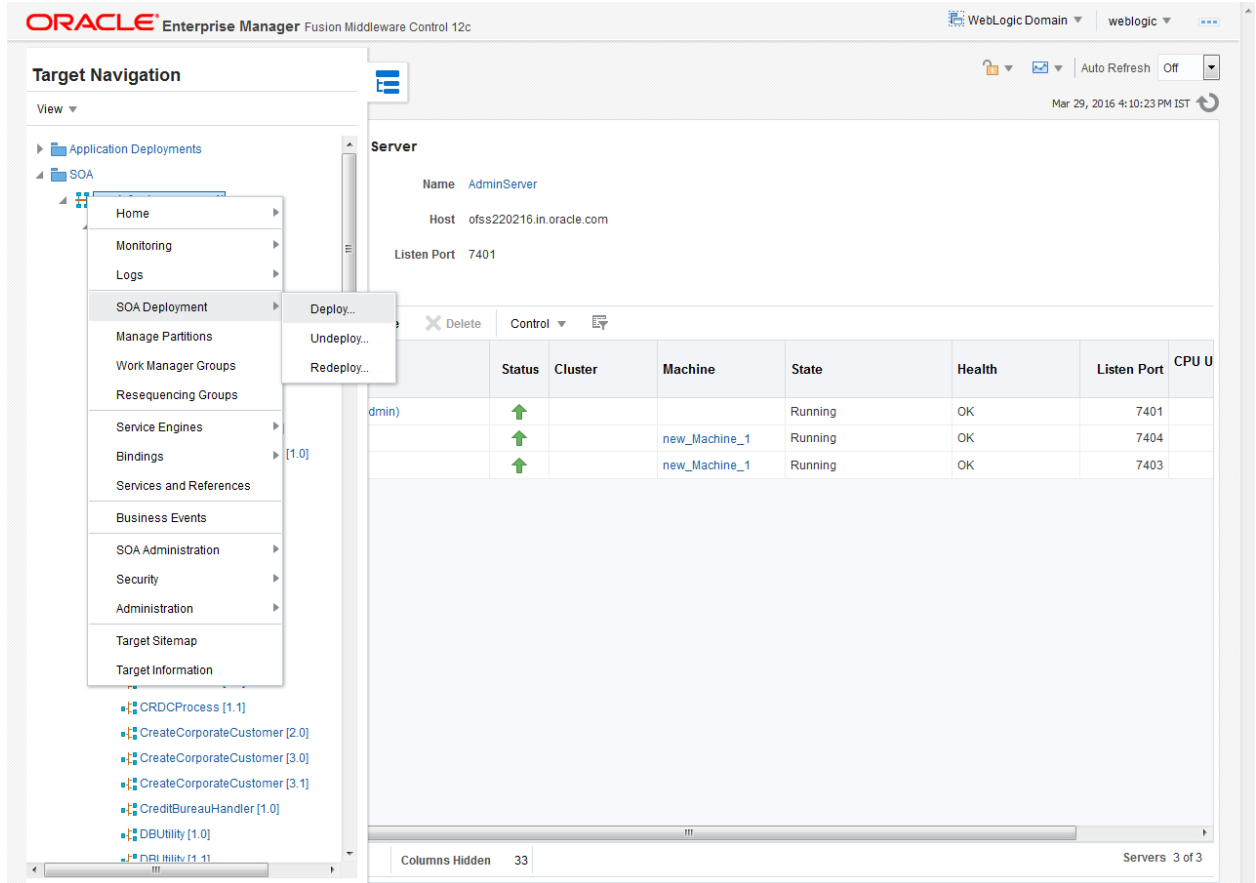 ORACLE Enterprise Manager Fusion Middleware Control 12c
WebLogic Domain
weblogic
Target Navigation
View
Auto Refresh Off
Mar 29, 2016 4:10:23 PM IST
Application Deployments
SOA
Home
Monitoring
Logs
SOA Deployment
Manage Partitions
Work Manager Groups
Resequencing Groups
Service Engines
Bindings
Services and References
Business Events
SOA Administration
Security
Administration
Target Sitemap
Target Information
Deploy...
Undeploy...
Redeploy...
[1.0]
CRDCProcess [1.1]
CreateCorporateCustomer [2.0]
CreateCorporateCustomer [3.0]
CreateCorporateCustomer [3.1]
CreditBureauHandler [1.0]
DBUtility [1.0]
DBUtility [1.1]
Server
Name AdminServer
Host ofss220216.in.oracle.com
Listen Port 7401
Delete Control
Status Cluster Machine State Health Listen Port CPU U
dmin) Running OK 7401
new_Machine_1 Running OK 7404
new_Machine_1 Running OK 7403
Columns Hidden 33
Servers 3 of 3